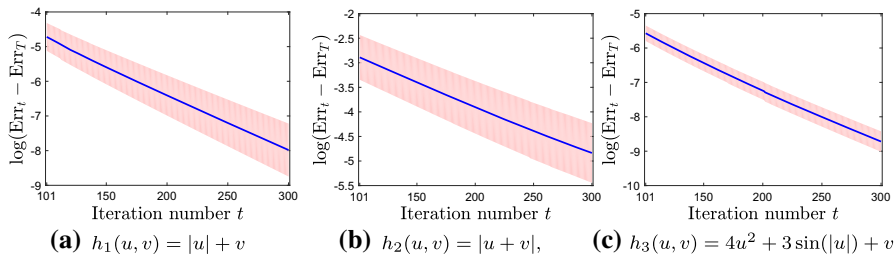 log(Err_t − Err_T)
-4
-5
-6
-7
-8
-9
101 150 200 250 300
Iteration number t
(a) h_1(u, v) = |u| + v
log(Err_t − Err_T)
-2
-2.5
-3
-3.5
-4
-4.5
-5
-5.5
101 150 200 250 300
Iteration number t
(b) h_2(u, v) = |u + v|,
log(Err_t − Err_T)
-5
-6
-7
-8
-9
-10
101 150 200 250 300
Iteration number t
(c) h_3(u, v) = 4u^2 + 3 sin(|u|) + v